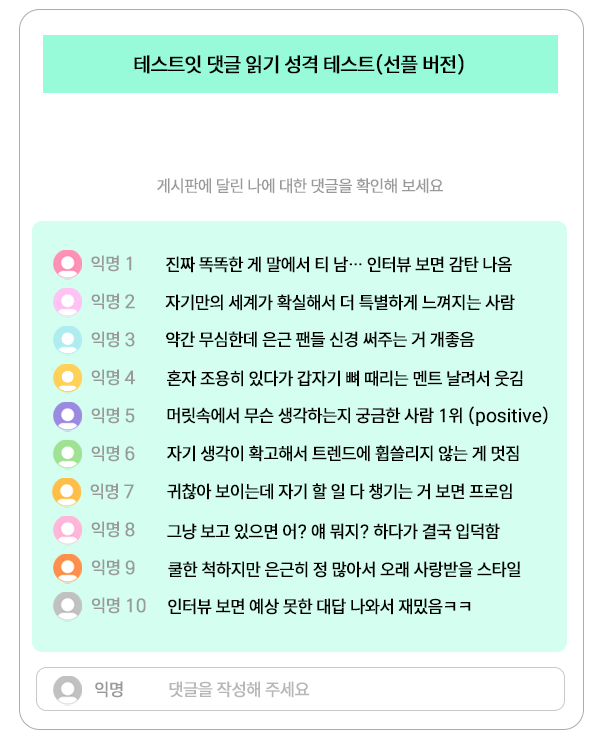 테스트잇 댓글 읽기 성격 테스트(선플 버전)
게시판에 달린 나에 대한 댓글을 확인해 보세요
익명 1 진짜 똑똑한 게 말에서 티 남… 인터뷰 보면 감탄 나옴
익명 2 자기만의 세계가 확실해서 더 특별하게 느껴지는 사람
익명 3 약간 무심한데 은근 팬들 신경 써주는 거 개좋음
익명 4 혼자 조용히 있다가 갑자기 뼈 때리는 멘트 날려서 웃김
익명 5 머릿속에서 무슨 생각하는지 궁금한 사람 1위 (positive)
익명 6 자기 생각이 확고해서 트렌드에 휩쓸리지 않는 게 멋짐
익명 7 귀찮아 보이는데 자기 할 일 다 챙기는 거 보면 프로임
익명 8 그냥 보고 있으면 어? 얘 뭐지? 하다가 결국 입덕함
익명 9 쿨한 척하지만 은근히 정 많아서 오래 사랑받을 스타일
익명 10 인터뷰 보면 예상 못한 대답 나와서 재밌음ㅋㅋ
익명 댓글을 작성해 주세요